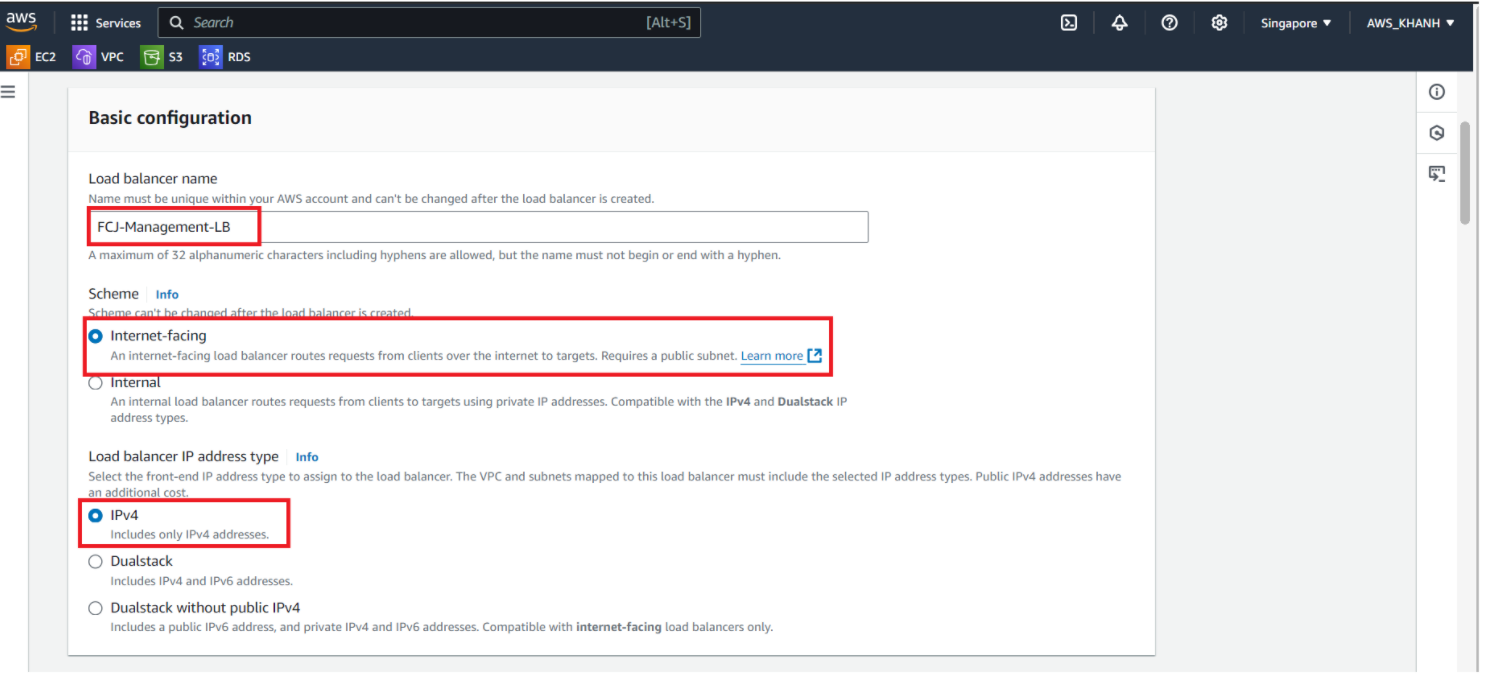 aws
Services
Search
[Alt+S]
Singapore
AWS_KHANH
EC2
VPC
S3
RDS
Basic configuration
Load balancer name
Name must be unique within your AWS account and can't be changed after the load balancer is created.
FCJ-Management-LB
A maximum of 32 alphanumeric characters including hyphens are allowed, but the name must not begin or end with a hyphen.
Scheme Info
Scheme can't be changed after the load balancer is created.
Internet-facing
An internet-facing load balancer routes requests from clients over the internet to targets. Requires a public subnet. Learn more
Internal
An internal load balancer routes requests from clients to targets using private IP addresses. Compatible with the IPv4 and Dualstack IP
address types.
Load balancer IP address type Info
Select the front-end IP address type to assign to the load balancer. The VPC and subnets mapped to this load balancer must include the selected IP address types. Public IPv4 addresses have
an additional cost.
IPv4
Includes only IPv4 addresses.
Dualstack
Includes IPv4 and IPv6 addresses.
Dualstack without public IPv4
Includes a public IPv6 address, and private IPv4 and IPv6 addresses. Compatible with internet-facing load balancers only.